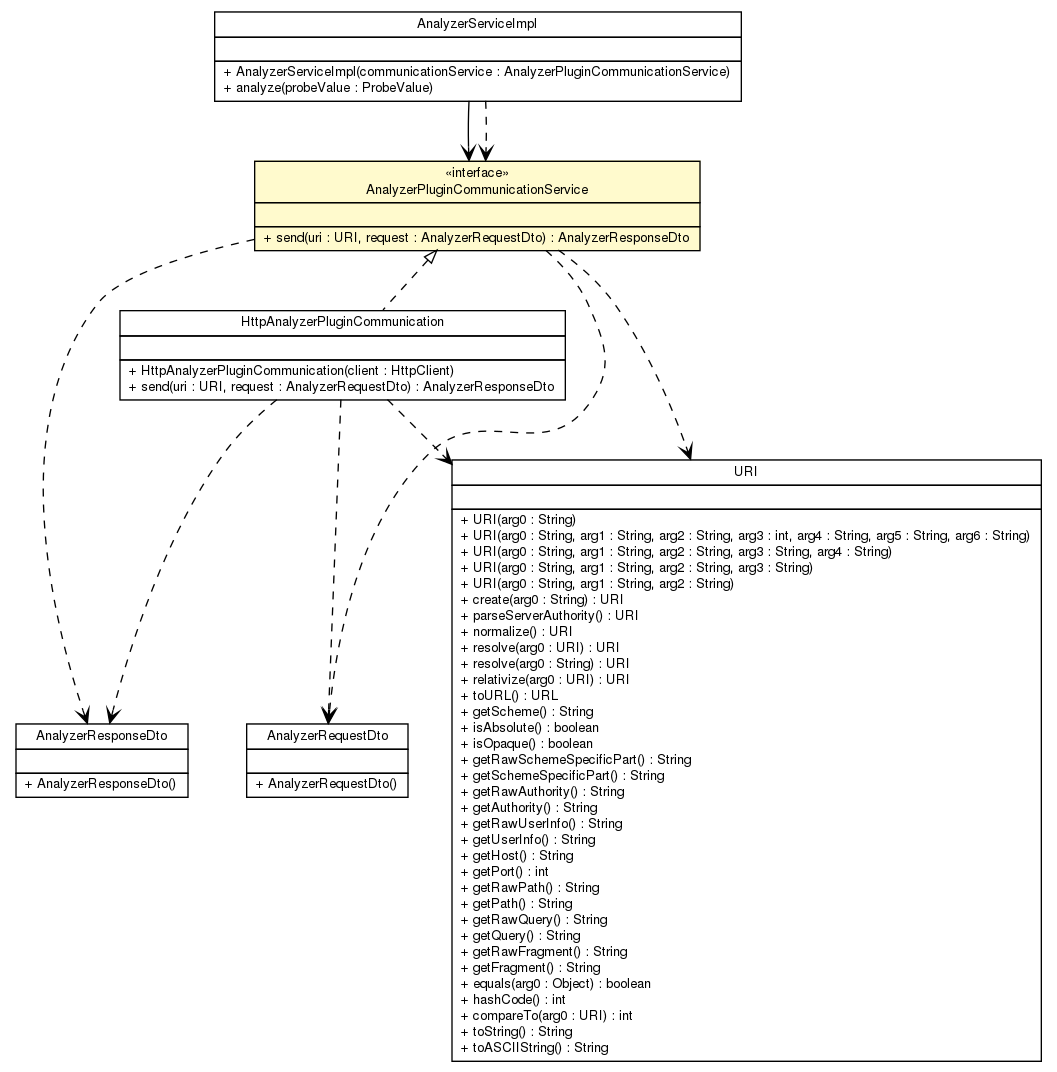 AnalyzerServiceImpl
+ AnalyzerServiceImpl(communicationService : AnalyzerPluginCommunicationService)
+ analyze(probeValue : ProbeValue)
«interface»
AnalyzerPluginCommunicationService
+ send(uri : URI, request : AnalyzerRequestDto) : AnalyzerResponseDto
HttpAnalyzerPluginCommunication
+ HttpAnalyzerPluginCommunication(client : HttpClient)
+ send(uri : URI, request : AnalyzerRequestDto) : AnalyzerResponseDto
URI
+ URI(arg0 : String)
+ URI(arg0 : String, arg1 : String, arg2 : String, arg3 : int, arg4 : String, arg5 : String, arg6 : String)
+ URI(arg0 : String, arg1 : String, arg2 : String, arg3 : String, arg4 : String)
+ URI(arg0 : String, arg1 : String, arg2 : String, arg3 : String)
+ URI(arg0 : String, arg1 : String, arg2 : String)
+ create(arg0 : String) : URI
+ parseServerAuthority() : URI
+ normalize() : URI
+ resolve(arg0 : URI) : URI
+ resolve(arg0 : String) : URI
+ relativize(arg0 : URI) : URI
+ toURL() : URL
+ getScheme() : String
+ isAbsolute() : boolean
+ isOpaque() : boolean
+ getRawSchemeSpecificPart() : String
+ getSchemeSpecificPart() : String
+ getRawAuthority() : String
+ getAuthority() : String
+ getRawUserInfo() : String
+ getUserInfo() : String
+ getHost() : String
+ getPort() : int
+ getRawPath() : String
+ getPath() : String
+ getRawQuery() : String
+ getQuery() : String
+ getRawFragment() : String
+ getFragment() : String
+ equals(arg0 : Object) : boolean
+ hashCode() : int
+ compareTo(arg0 : URI) : int
+ toString() : String
+ toASCIIString() : String
AnalyzerResponseDto
+ AnalyzerResponseDto()
AnalyzerRequestDto
+ AnalyzerRequestDto()